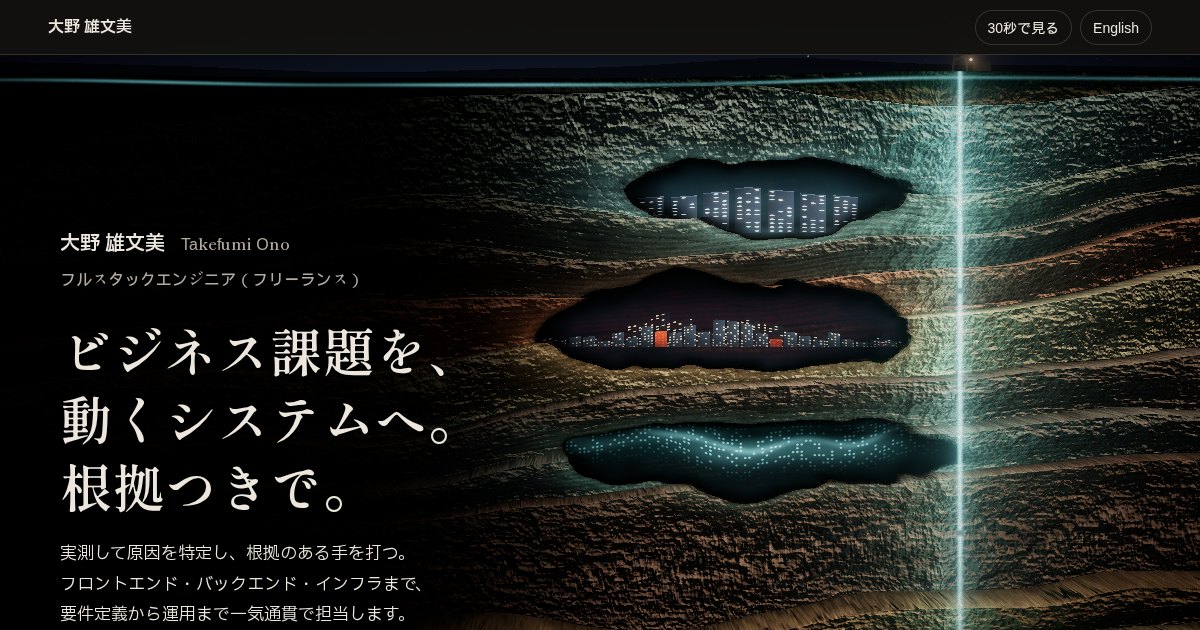 大野 雄文美
30秒で見る
English
大野 雄文美 Takefumi Ono
フルスタックエンジニア（フリーランス）
ビジネス課題を、
動くシステムへ。
根拠つきで。
実測して原因を特定し、根拠のある手を打つ。
フロントエンド・バックエンド・インフラまで、
要件定義から運用まで一気通貫で担当します。